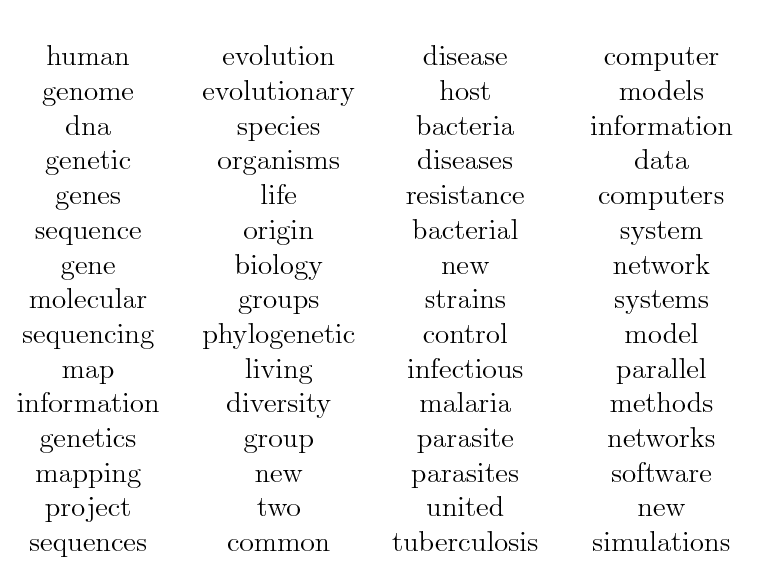 human evolution disease computer
genome evolutionary host models
dna species bacteria information
genetic organisms diseases data
genes life resistance computers
sequence origin bacterial system
gene biology new network
molecular groups strains systems
sequencing phylogenetic control model
map living infectious parallel
information diversity malaria methods
genetics group parasite networks
mapping new parasites software
project two united new
sequences common tuberculosis simulations